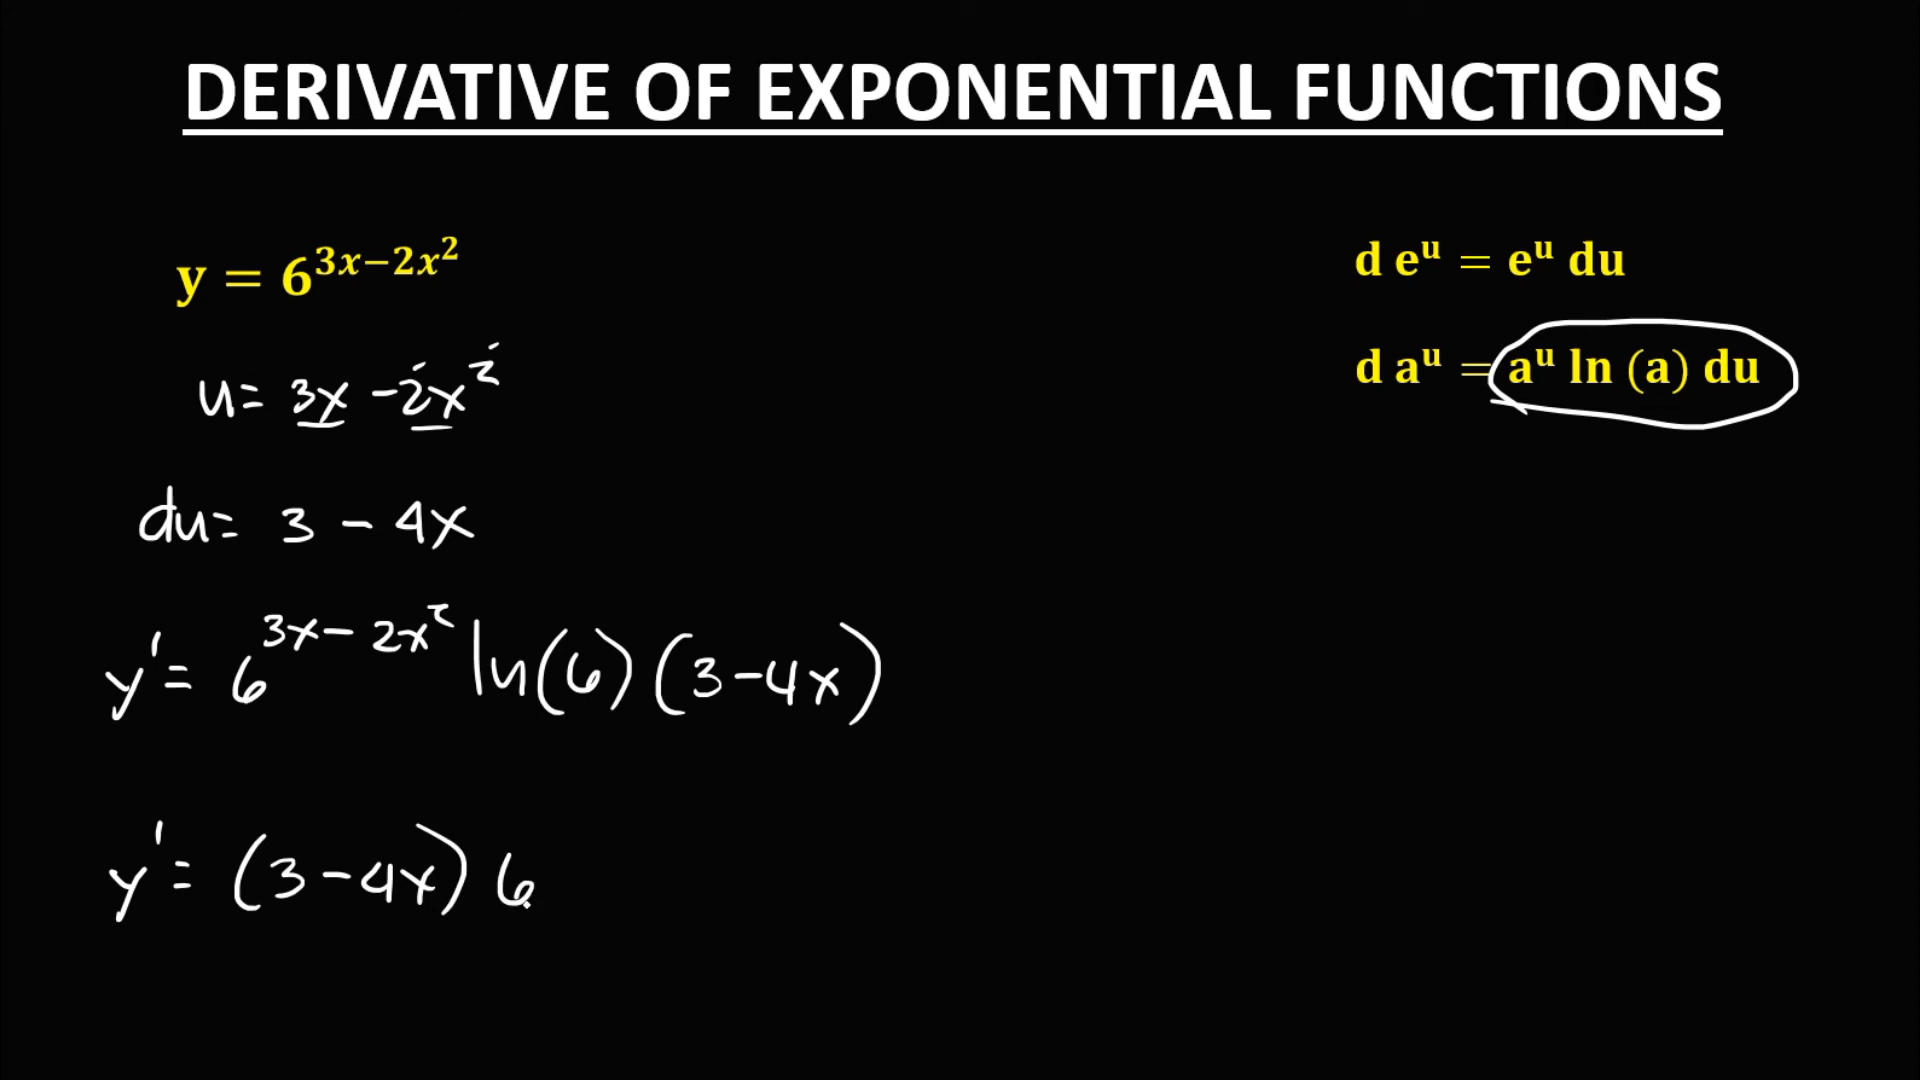 DERIVATIVE OF EXPONENTIAL FUNCTIONS
y = 6^{3x−2x²}
d e^u = e^u du
u = 3x - 2x²
d a^u = a^u ln (a) du
du = 3 - 4x
y' = 6^{3x - 2x²} ln(6) (3 - 4x)
y' = (3 - 4x) 6